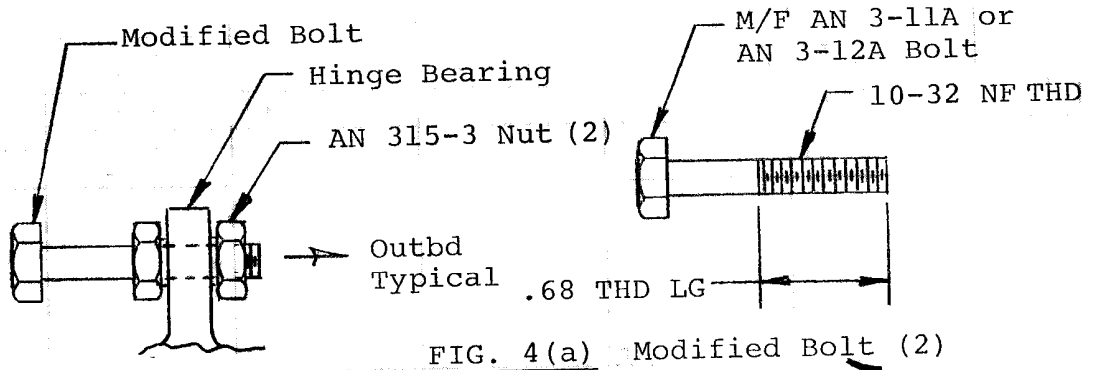 Modified Bolt
Hinge Bearing
AN 315-3 Nut (2)
Outbd
Typical
M/F AN 3-11A or
AN 3-12A Bolt
10-32 NF THD
.68 THD LG
FIG. 4(a) Modified Bolt (2)